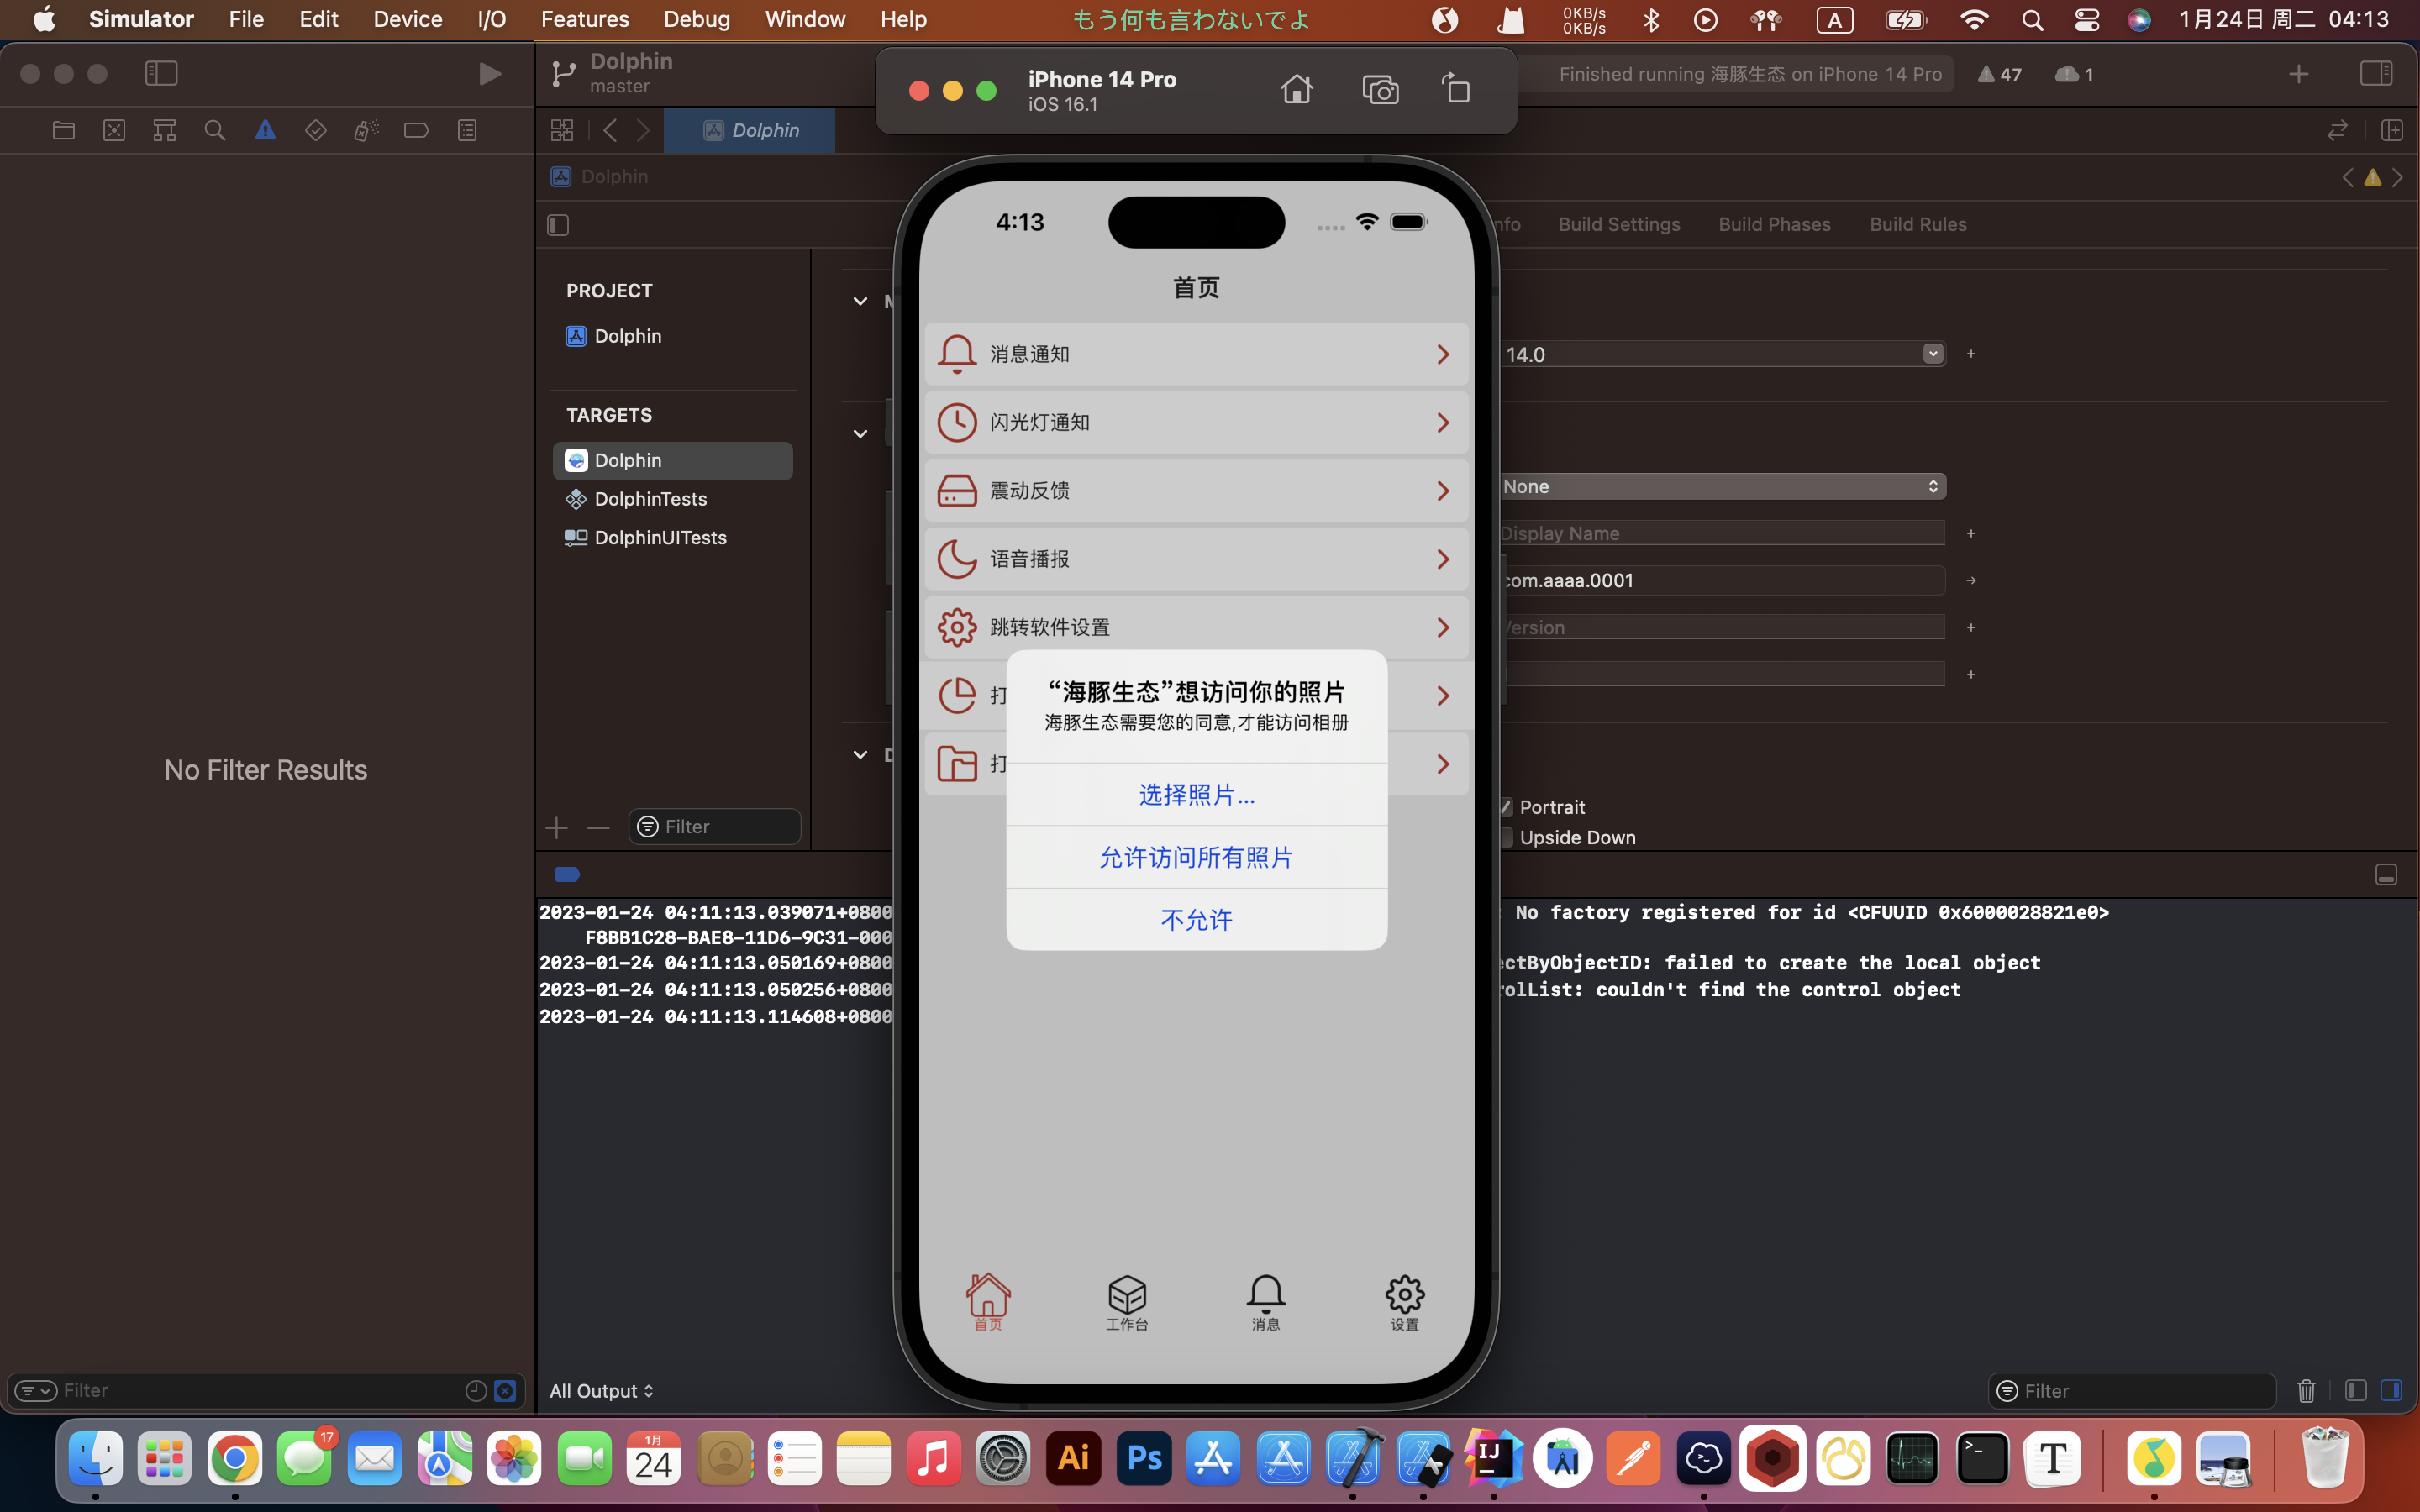 Simulator File Edit Device I/O Features Debug Window Help もう何も言わないでよ 0KB/s 0KB/s A 1月24日 周二 04:13
Dolphin
master
iPhone 14 Pro
iOS 16.1
Finished running 海豚生态 on iPhone 14 Pro 47 1
Dolphin
Dolphin
Build Settings Build Phases Build Rules
PROJECT
Dolphin
TARGETS
Dolphin
DolphinTests
DolphinUITests
No Filter Results
Filter
4:13
首页
消息通知
闪光灯通知
震动反馈
语音播报
跳转软件设置
打
打
“海豚生态”想访问你的照片
海豚生态需要您的同意,才能访问相册
选择照片...
允许访问所有照片
不允许
首页 工作台 消息 设置
14.0
None
Display Name
com.aaaa.0001
Version
Portrait
Upside Down
2023-01-24 04:11:13.039071+0800 : No factory registered for id <CFUUID 0x6000028821e0>
F8BB1C28-BAE8-11D6-9C31-000
2023-01-24 04:11:13.050169+0800 ectByObjectID: failed to create the local object
2023-01-24 04:11:13.050256+0800 rolList: couldn't find the control object
2023-01-24 04:11:13.114608+0800
Filter
All Output
Filter
17
1月
24
Ai
Ps
IJ
T